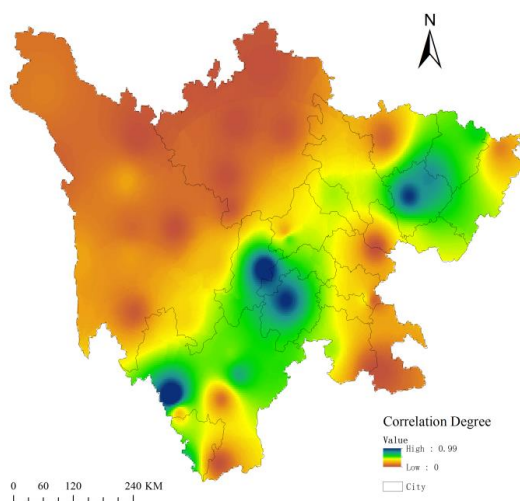 N
Correlation Degree
Value
High : 0.99
Low : 0
City
0 60 120 240 KM